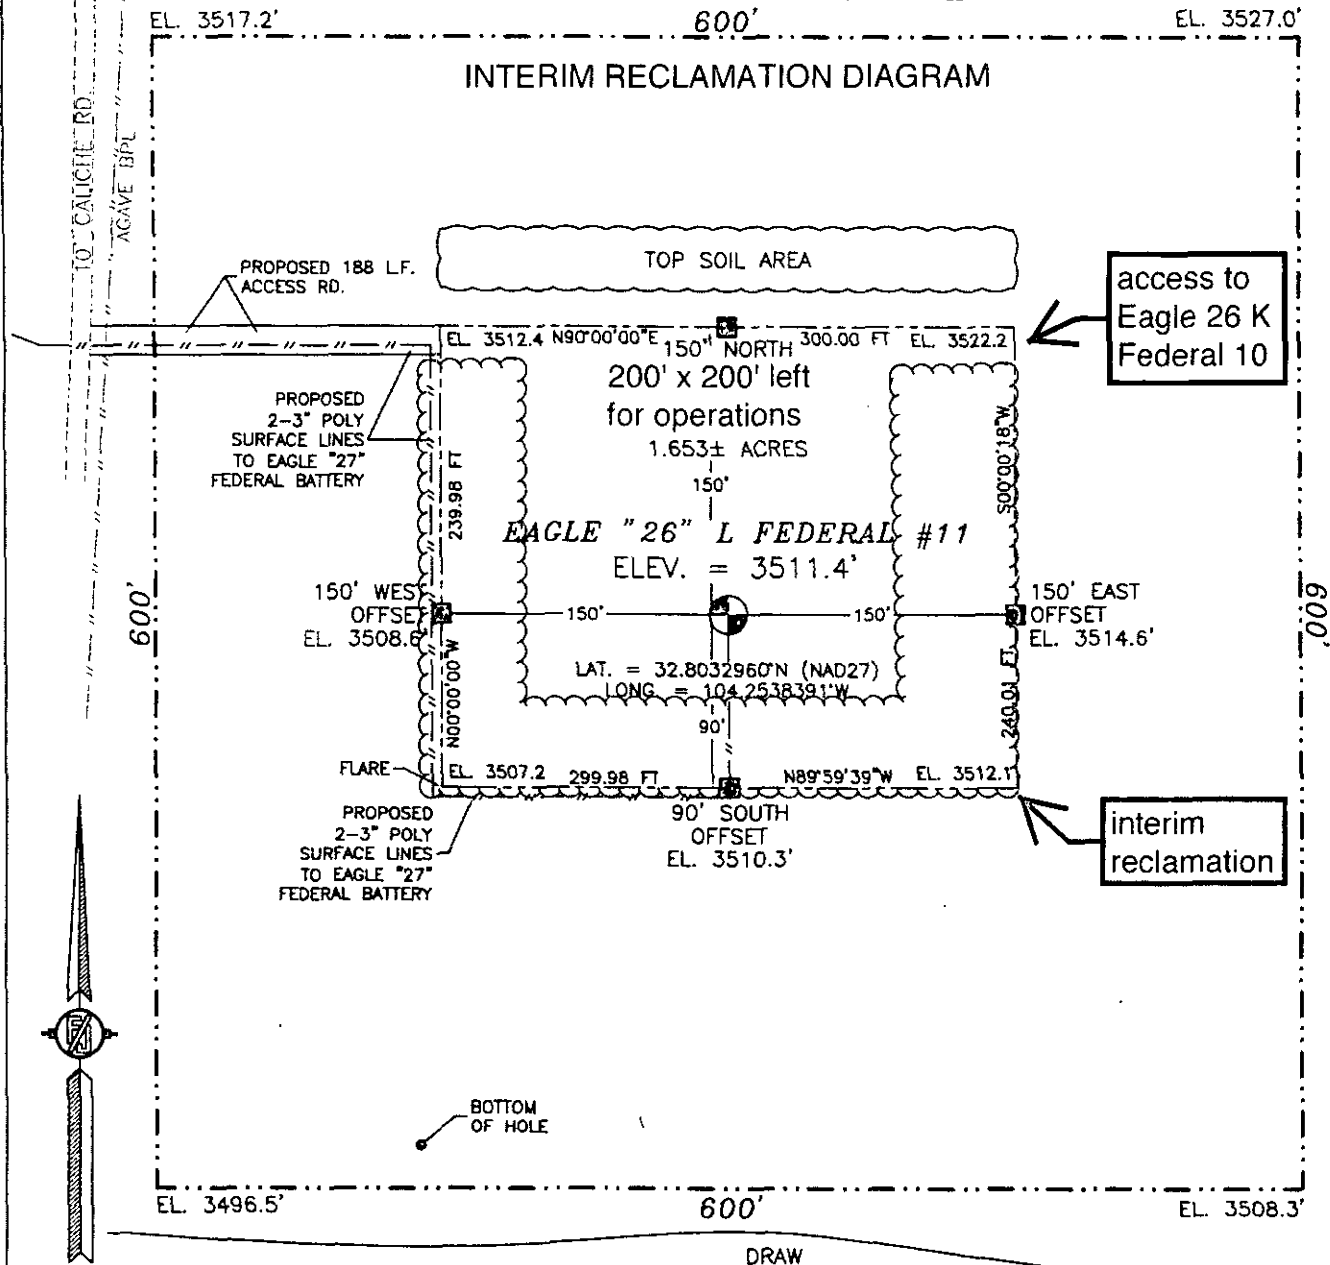 EL. 3517.2'
600'
EL. 3527.0'
INTERIM RECLAMATION DIAGRAM
10' CALICHE RD
AGAVE BPL
TOP SOIL AREA
PROPOSED 188 L.F.
ACCESS RD.
access to
Eagle 26 K
Federal 10
EL. 3512.4 N90°00'00"E
300.00 FT
EL. 3522.2
150' NORTH
200' x 200' left
for operations
1.653± ACRES
150'
PROPOSED
2-3" POLY
SURFACE LINES
TO EAGLE "27"
FEDERAL BATTERY
239.98 FT
S00°00'18"W
EAGLE "26" L FEDERAL #11
ELEV. = 3511.4'
600'
150' WEST
OFFSET
EL. 3508.6'
150'
150'
150' EAST
OFFSET
EL. 3514.6'
600'
LAT. = 32.8032960°N (NAD27)
LONG. = 104.2538391°W
N00°00'00"W
240.01 FT
90'
FLARE
EL. 3507.2
299.98 FT
N89°59'39"W
EL. 3512.1'
PROPOSED
2-3" POLY
SURFACE LINES
TO EAGLE "27"
FEDERAL BATTERY
90' SOUTH
OFFSET
EL. 3510.3'
interim
reclamation
BOTTOM
OF HOLE
EL. 3496.5'
600'
EL. 3508.3'
DRAW